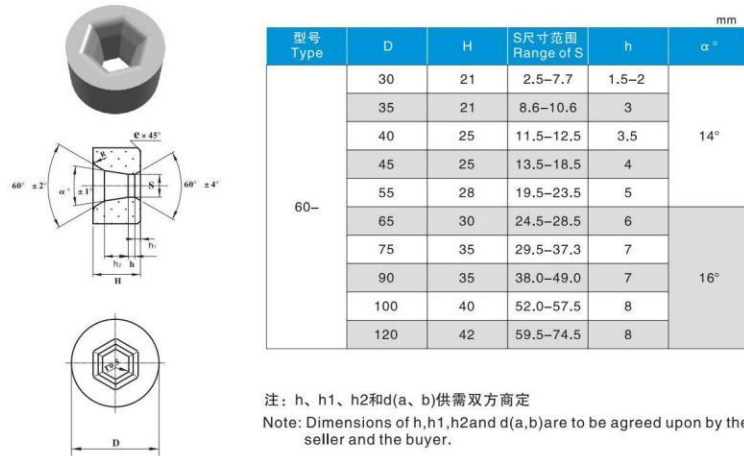 mm
型号 D H S尺寸范围 h α°
Type Range of S
30 21 2.5–7.7 1.5–2
35 21 8.6–10.6 3
40 25 11.5–12.5 3.5 14°
45 25 13.5–18.5 4
55 28 19.5–23.5 5
60–
65 30 24.5–28.5 6
75 35 29.5–37.3 7
90 35 38.0–49.0 7 16°
100 40 52.0–57.5 8
120 42 59.5–74.5 8
e×45°
R
60° ±2° α° ±1° S 60° ±4°
h₁
h₂ h
H
D
注：h、h1、h2和d(a、b)供需双方商定
Note: Dimensions of h,h1,h2and d(a,b)are to be agreed upon by the
seller and the buyer.